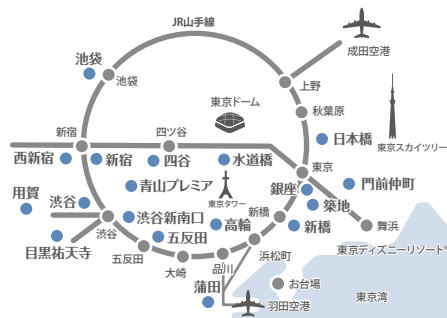 JR山手線
成田空港
池袋
池袋
上野
東京ドーム
秋葉原
新宿
四ツ谷
日本橋
東京スカイツリー
西新宿
新宿
四谷
水道橋
東京
青山プレミア
銀座
門前仲町
用賀
東京タワー
築地
渋谷
渋谷新南口
高輪
新橋
新橋
舞浜
渋谷
五反田
東京ディズニーリゾート®
目黒祐天寺
五反田
大崎
品川
浜松町
お台場
蒲田
羽田空港
東京湾